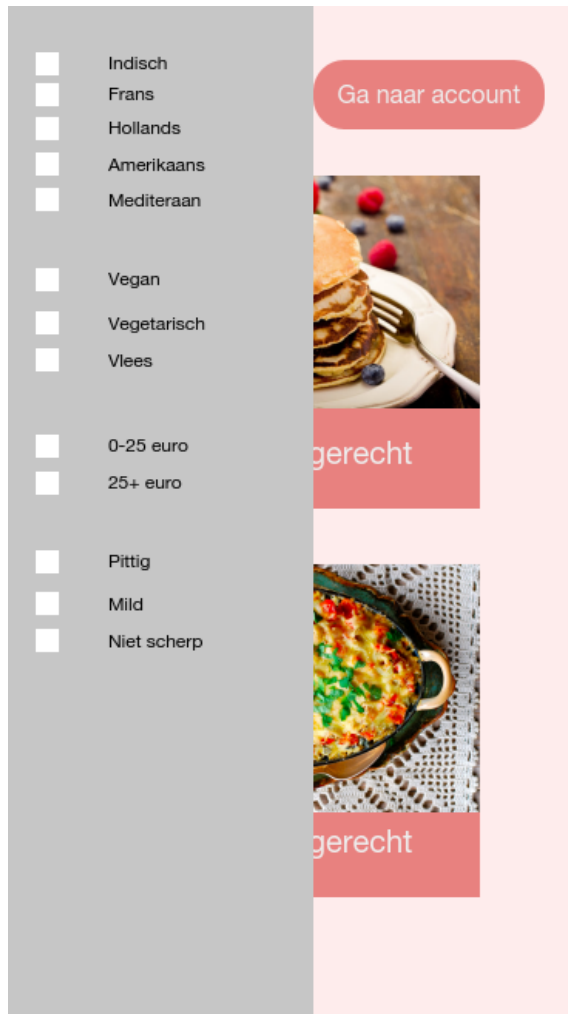 Indisch
Frans
Hollands
Amerikaans
Mediteraan
Vegan
Vegetarisch
Vlees
0-25 euro
25+ euro
Pittig
Mild
Niet scherp
Ga naar account
gerecht
gerecht